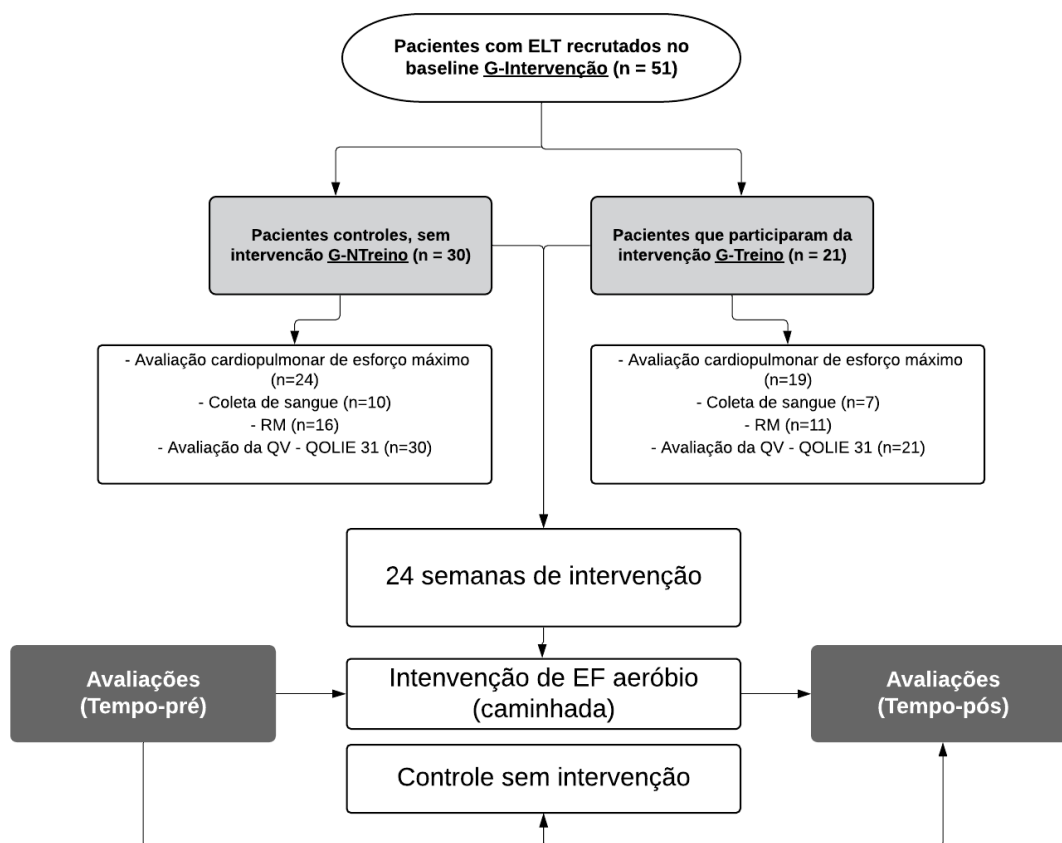 Pacientes com ELT recrutados no
baseline G-Intervenção (n = 51)
Pacientes controles, sem
intervencão G-NTreino (n = 30)
Pacientes que participam da
intervenção G-Treino (n = 21)
- Avaliação cardiopulmonar de esforço máximo
(n=24)
- Coleta de sangue (n=10)
- RM (n=16)
- Avaliação da QV - QOLIE 31 (n=30)
- Avaliação cardiopulmonar de esforço máximo
(n=19)
- Coleta de sangue (n=7)
- RM (n=11)
- Avaliação da QV - QOLIE 31 (n=21)
24 semanas de intervenção
Avaliações
(Tempo-pré)
Intenvenção de EF aeróbio
(caminhada)
Avaliações
(Tempo-pós)
Controle sem intervenção